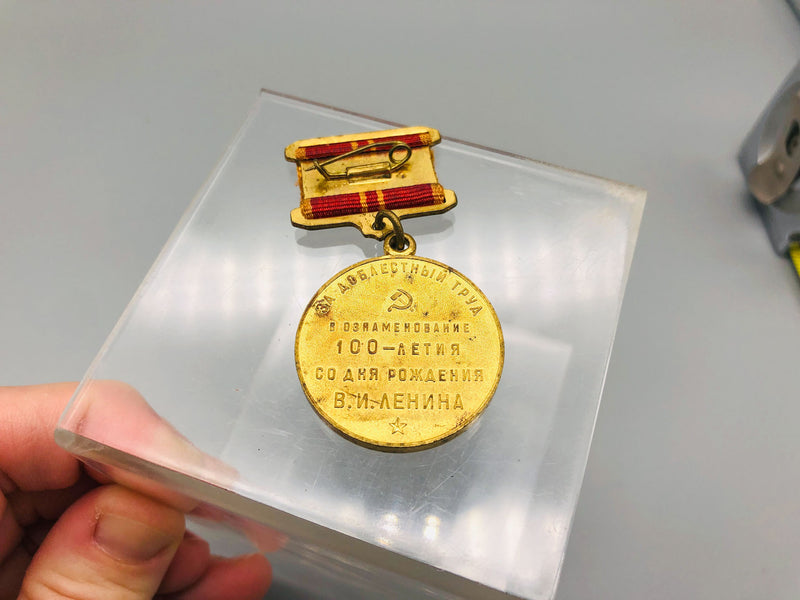 ЗА ДОБЛЕСТНЫЙ ТРУД
В ОЗНАМЕНОВАНИЕ
100-ЛЕТИЯ
СО ДНЯ РОЖДЕНИЯ
В.И.ЛЕНИНА